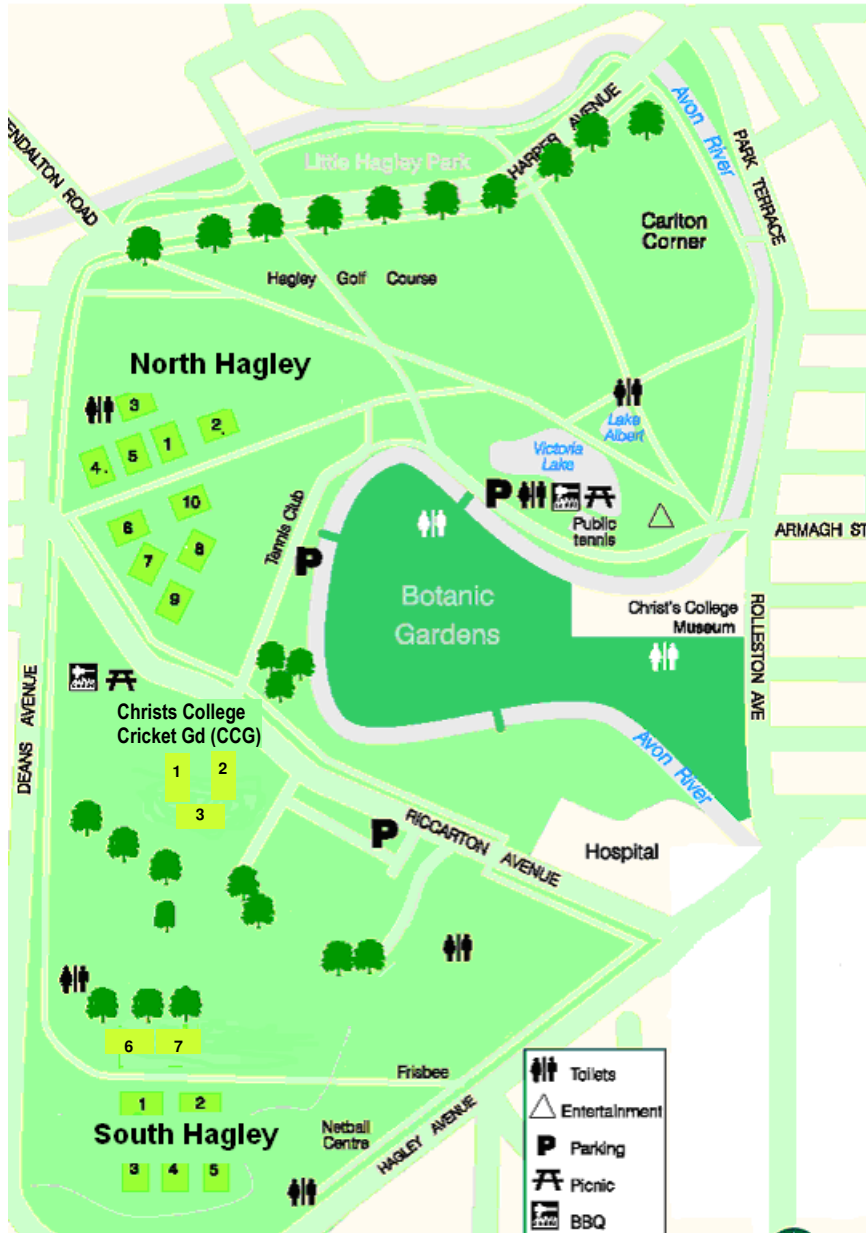 ENDALTON ROAD
Little Hagley Park
HARPER AVENUE
Avon River
PARK TERRACE
Carlton
Corner
Hagley Golf Course
North Hagley
3
2
1
5
4.
Lake
Albert
Victoria
Lake
P
Public
tennis
ARMAGH ST
10
6
8
7
9
Tennis Club
P
Botanic
Gardens
Christ's College
Museum
ROLLESTON AVE
DEANS AVENUE
Christs College
Cricket Gd (CCG)
1
2
3
Avon River
P
RICCARTON AVENUE
Hospital
6
7
Frisbee
1
2
South Hagley
Netball
Centre
HAGLEY AVENUE
3
4
5
Toilets
Entertainment
P Parking
Picnic
BBQ